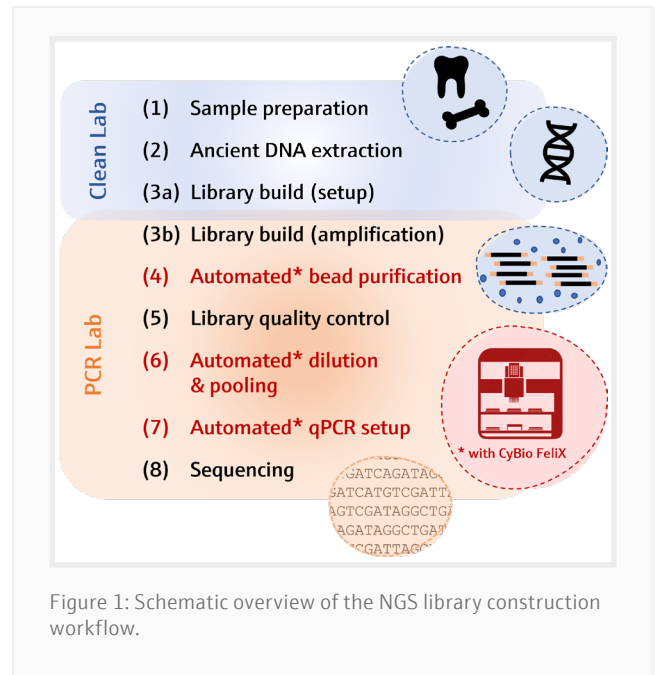 Clean Lab
(1) Sample preparation
(2) Ancient DNA extraction
(3a) Library build (setup)
PCR Lab
(3b) Library build (amplification)
(4) Automated* bead purification
(5) Library quality control
(6) Automated* dilution
& pooling
(7) Automated* qPCR setup
(8) Sequencing
* with CyBio FeliX
GATCAGATAG
GATCATGTCGATT
AGTCGATAGGCTGA
AGATAGGCTGAT
CGATTAGC
Figure 1: Schematic overview of the NGS library construction
workflow.